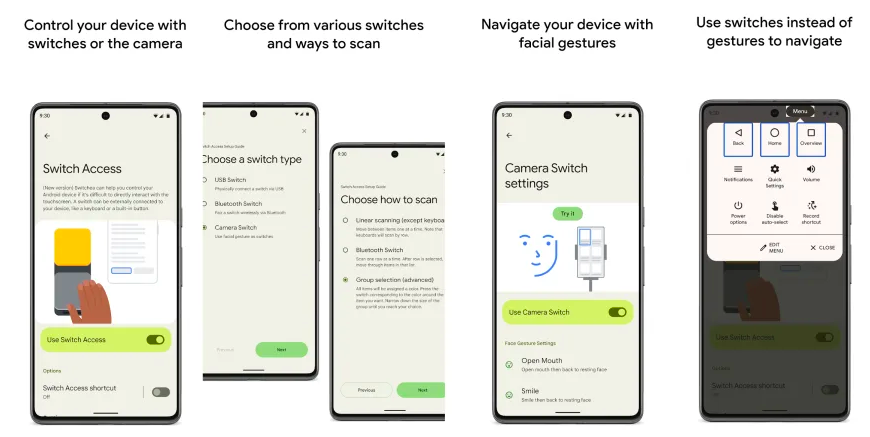 Control your device with
switches or the camera
9:30
Switch Access
(New version) Switches can help you control your
Android device if it's difficult to directly interact with the
touchscreen. A switch can be externally connected to
your device, like a keyboard or a built-in button.
Use Switch Access
Options
Switch Access shortcut
Off
Choose from various switches
and ways to scan
Access Setup Guide
Choose a switch type
USB Switch
Physically connect a switch via USB
Bluetooth Switch
Pair a switch wirelessly via Bluetooth
Camera Switch
Use facial gesture as switches
Previous
Next
9:30
Switch Access Setup Guide
Choose how to scan
Linear scanning (except keyboa
Move between items one at a time. Note that
keyboards will scan by row.
Bluetooth Switch
Scan one row at a time. After row is selected,
move through items in that list.
Group selection (advanced)
All items will be assigned a color. Press the
switch corresponding to the color around the
item you want. Narrow down the size of the
group until you reach your choice.
Previous
Next
Navigate your device with
facial gestures
9:30
Camera Switch
settings
Try it
Use Camera Switch
Face Gesture Settings
Open Mouth
Open mouth then back to resting face
Smile
Smile then back to resting face
Use switches instead of
gestures to navigate
9:30
Menu
Back
Home
Overview
Notifications
Quick
Settings
Volume
Power
options
Disable
auto-select
Record
shortcut
EDIT
MENU
CLOSE
Use Switch Access
Switch Access shortcut
Off